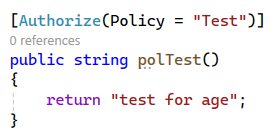 [Authorize(Policy = "Test")]
0 references
public string polTest()
{
    return "test for age";
}